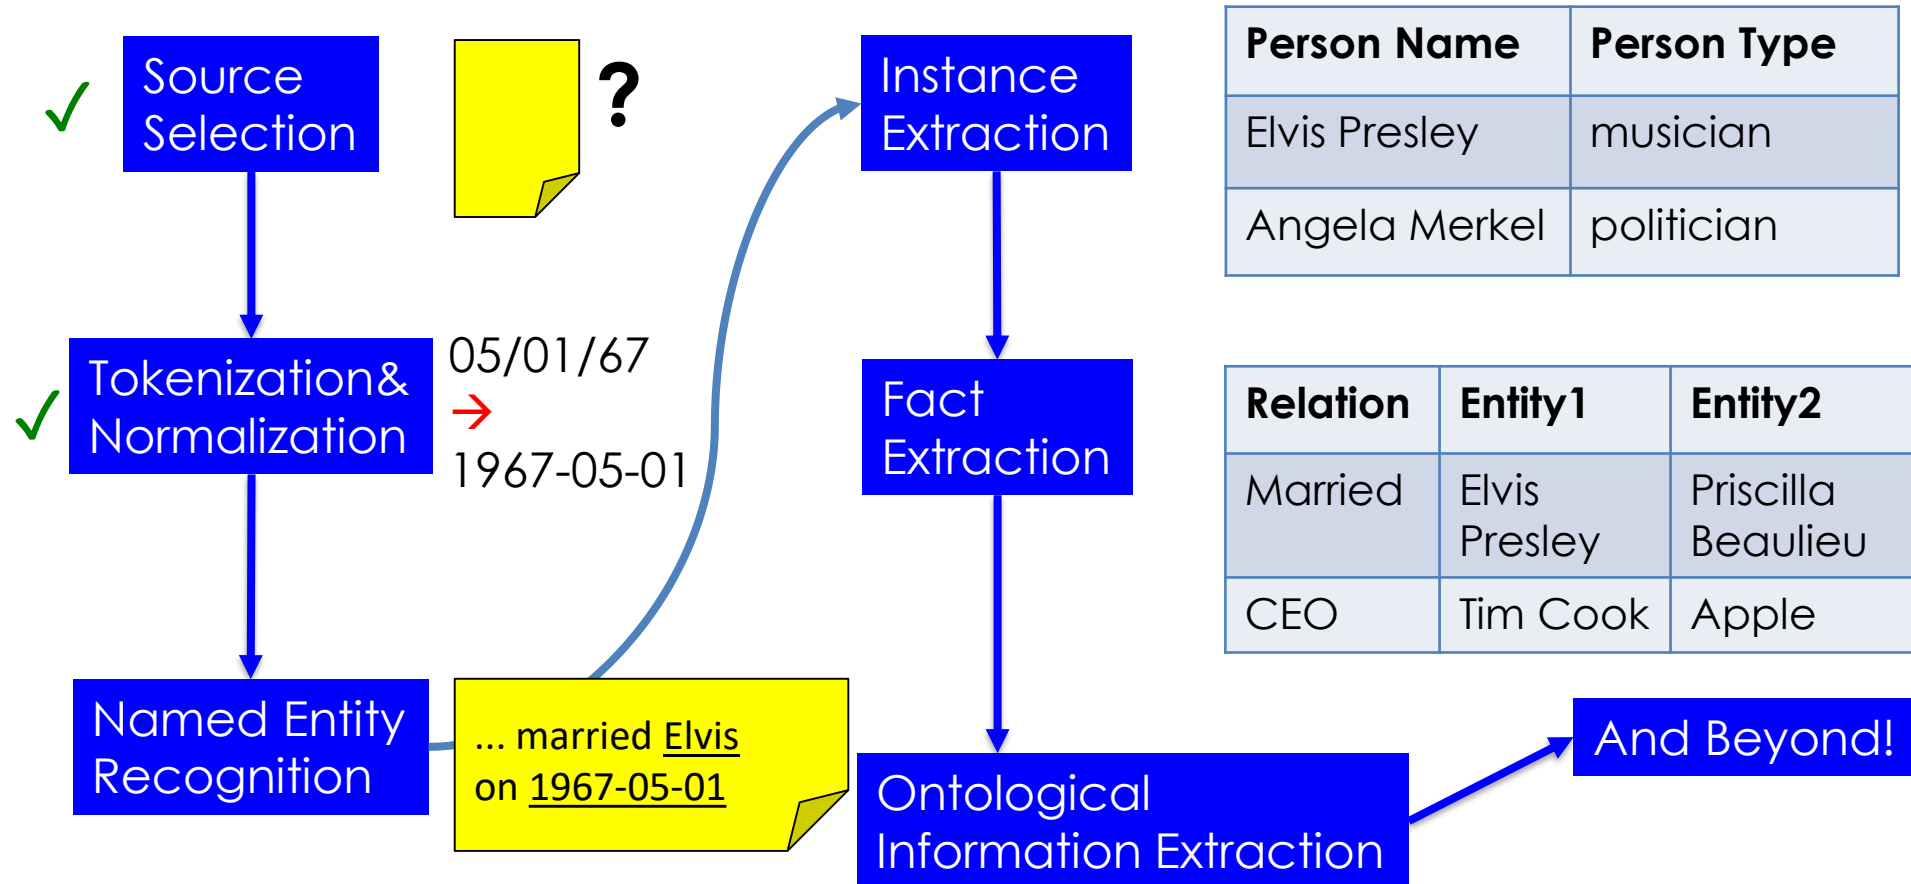 ✓
Source
Selection
?
Tokenization&
Normalization
✓
05/01/67
→
1967-05-01
Named Entity
Recognition
... married Elvis
on 1967-05-01
Instance
Extraction
Person Name Person Type
Elvis Presley musician
Angela Merkel politician
Fact
Extraction
Relation Entity1 Entity2
Married Elvis Presley Priscilla Beaulieu
CEO Tim Cook Apple
Ontological
Information Extraction
And Beyond!